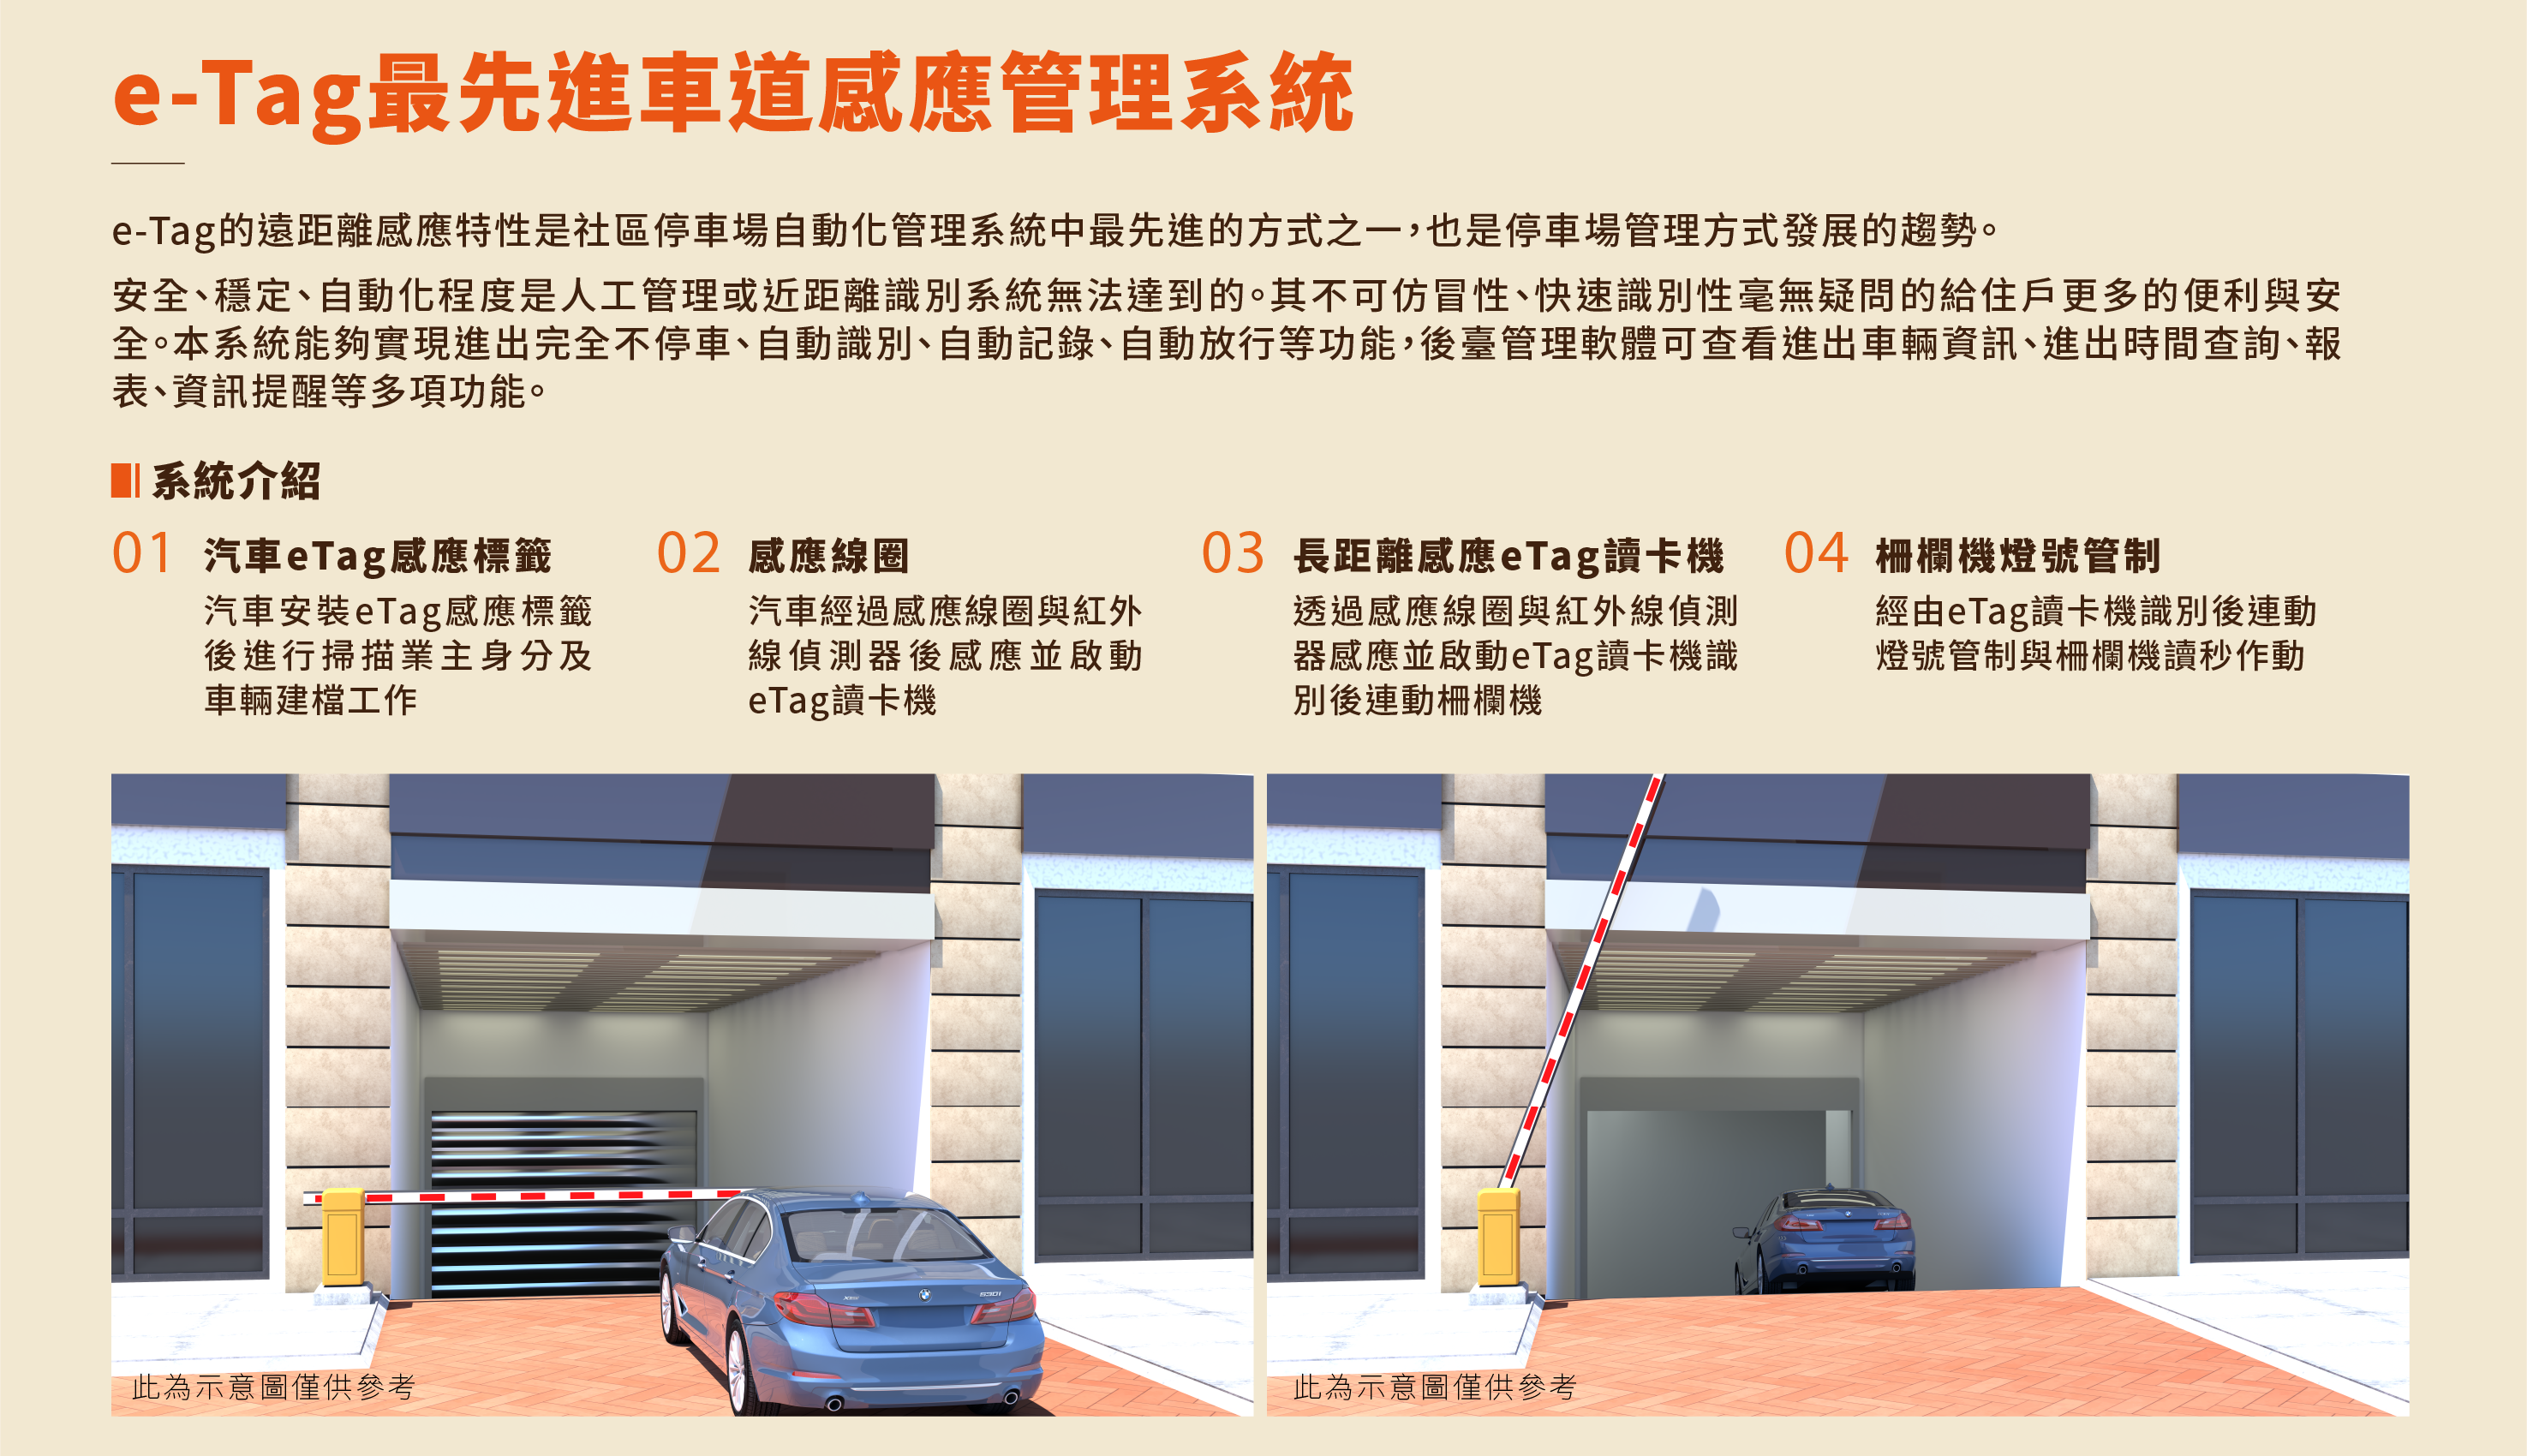 e-Tag最先進車道感應管理系統
e-Tag的遠距離感應特性是社區停車場自動化管理系統中最先進的方式之一，也是停車場管理方式發展的趨勢。
安全、穩定、自動化程度是人工管理或近距離識別系統無法達到的。其不可仿冒性、快速識別性毫無疑問的給住戶更多的便利與安
全。本系統能夠實現進出完全不停車、自動識別、自動記錄、自動放行等功能，後臺管理軟體可查看進出車輛資訊、進出時間查詢、報
表、資訊提醒等多項功能。
系統介紹
01 汽車eTag感應標籤
汽車安裝eTag感應標籤
後進行掃描業主身分及
車輛建檔工作
02 感應線圈
汽車經過感應線圈與紅外
線偵測器後感應並啟動
eTag讀卡機
03 長距離感應eTag讀卡機
透過感應線圈與紅外線偵測
器感應並啟動eTag讀卡機識
別後連動柵欄機
04 柵欄機燈號管制
經由eTag讀卡機識別後連動
燈號管制與柵欄機讀秒作動
530i
此為示意圖僅供參考
此為示意圖僅供參考